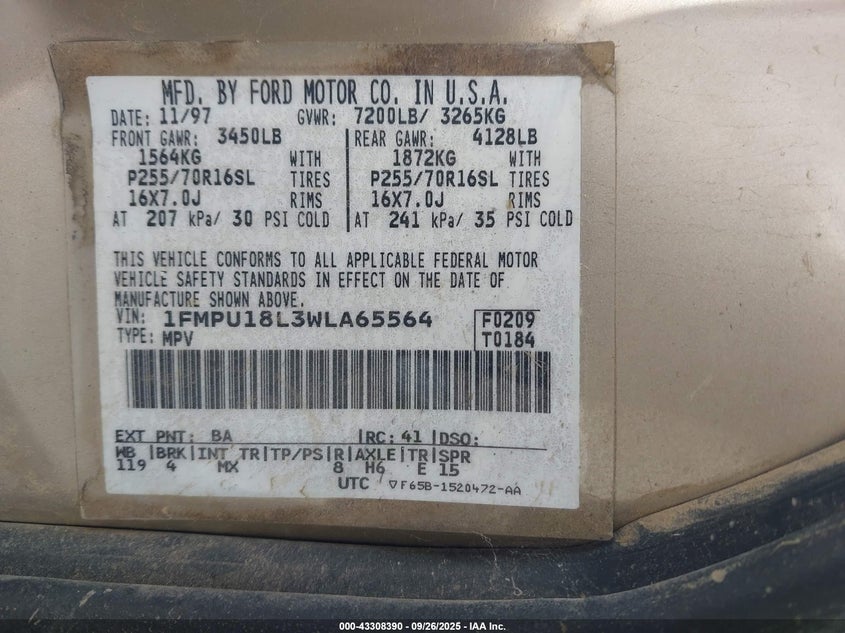 MFD. BY FORD MOTOR CO. IN U.S.A.
DATE: 11/97 GVWR: 7200LB/ 3265KG
FRONT GAWR: 3450LB REAR GAWR: 4128LB
1564KG WITH 1872KG WITH
P255/70R16SL TIRES P255/70R16SL TIRES
16X7.0J RIMS 16X7.0J RIMS
AT 207 kPa/ 30 PSI COLD AT 241 kPa/ 35 PSI COLD
THIS VEHICLE CONFORMS TO ALL APPLICABLE FEDERAL MOTOR
VEHICLE SAFETY STANDARDS IN EFFECT ON THE DATE OF
MANUFACTURE SHOWN ABOVE.
VIN: 1FMPU18L3WLA65564 F0209
TYPE: MPV T0184
EXT PNT: BA RC: 41 DSO:
WB BRK INT TR TP/PS R AXLE TR SPR
119 4 MX 8 H6 E 15
UTC ▽F65B-1520472-AA
000-43308390 - 09/26/2025 - IAA Inc.